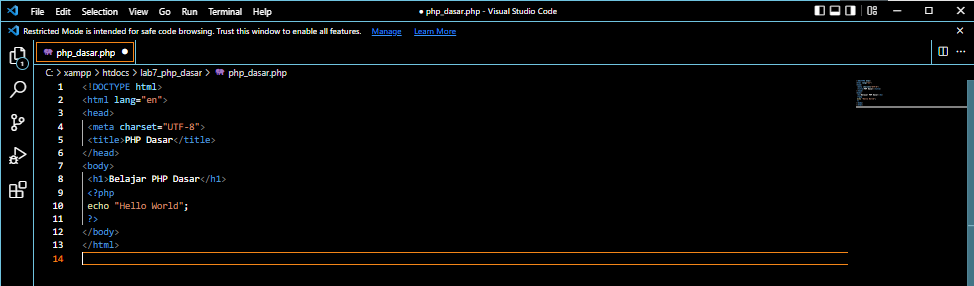 File Edit Selection View Go Run Terminal Help ● php_dasar.php - Visual Studio Code
Restricted Mode is intended for safe code browsing. Trust this window to enable all features. Manage Learn More
php_dasar.php ●
1
C: > xampp > htdocs > lab7_php_dasar > php_dasar.php
1 <!DOCTYPE html>
2 <html lang="en">
3 <head>
4 <meta charset="UTF-8">
5 <title>PHP Dasar</title>
6 </head>
7 <body>
8 <h1>Belajar PHP Dasar</h1>
9 <?php
10 echo "Hello World";
11 ?>
12 </body>
13 </html>
14